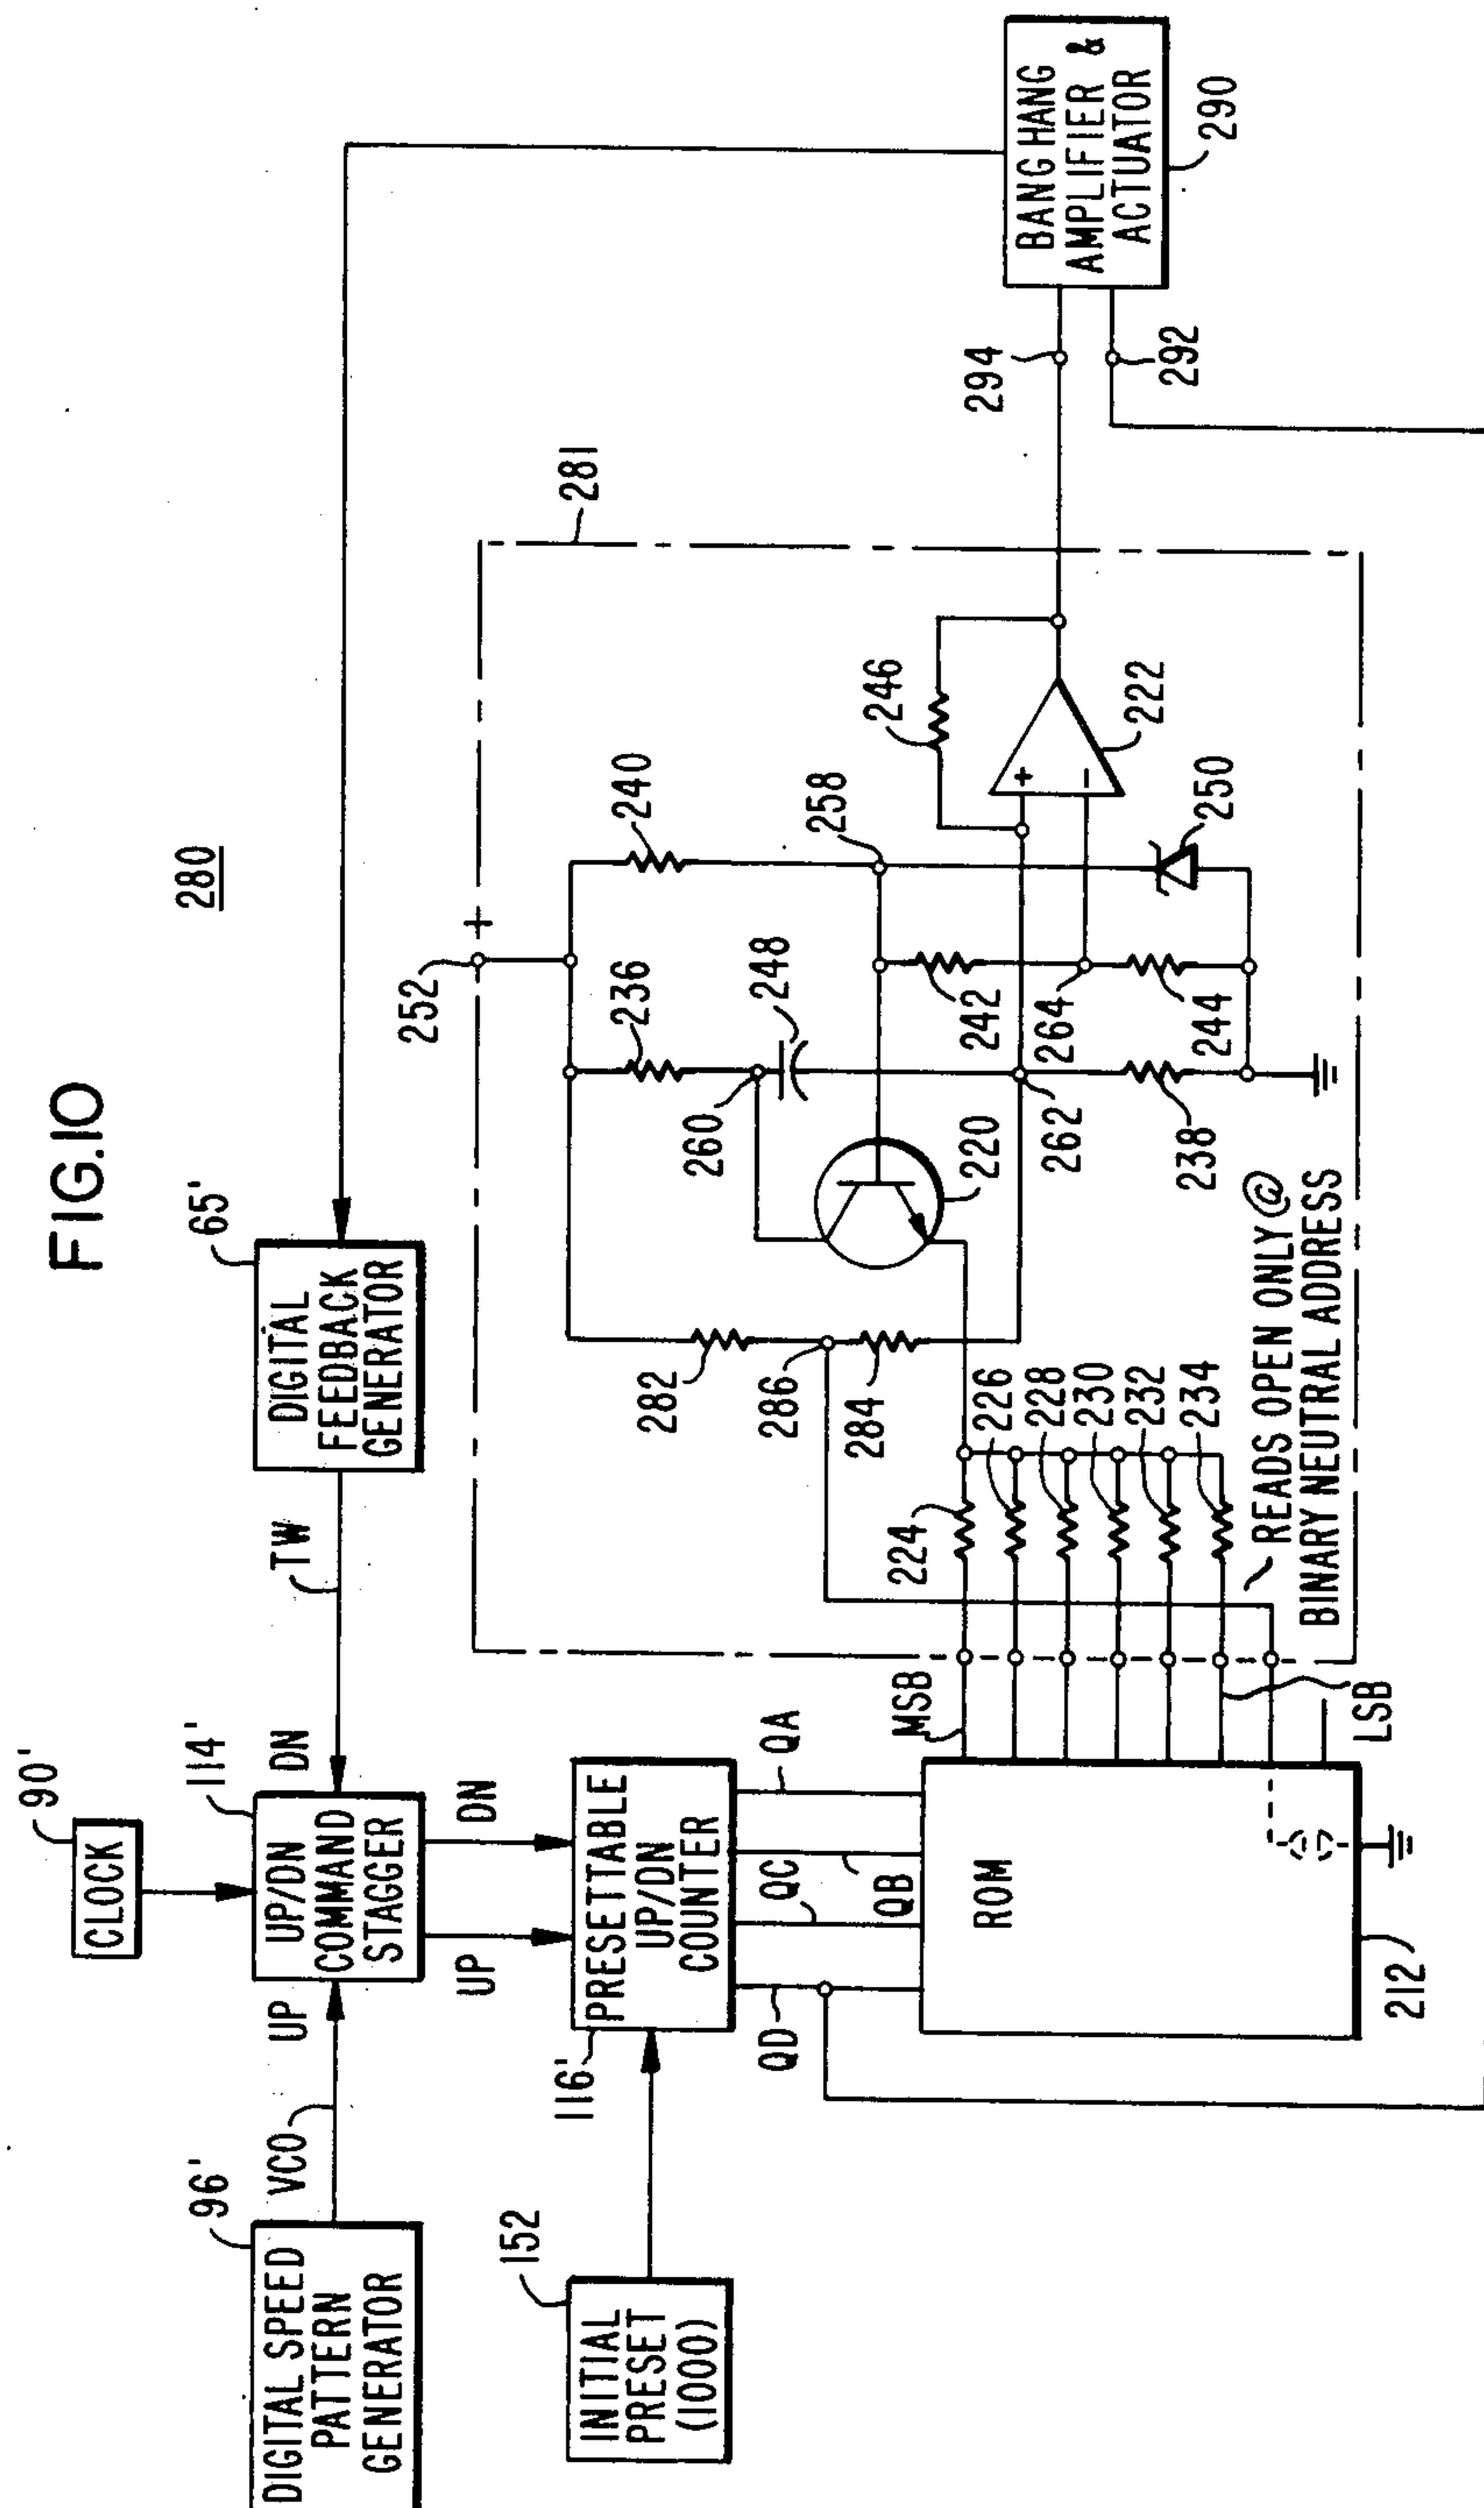 FIG.10
280
96'
DIGITAL SPEED
PATTERN
GENERATOR
VCO
UP
90'
CLOCK
114'
UP/DN
COMMAND
STAGGER
DN
TW
65'
DIGITAL
FEEDBACK
GENERATOR
UP
DN
152
INITIAL
PRESET
(1000)
116'
PRESETTABLE
UP/DN
COUNTER
QD
QC
QB
QA
ROM
212
MSB
LSB
READS OPEN ONLY @
BINARY NEUTRAL ADDRESS
224
226
228
230
232
234
282
286
284
252
+
236
260
248
240
258
220
262
242
264
238
244
250
246
+
−
222
281
294
292
BANG HANG
AMPLIFIER &
ACTUATOR
290